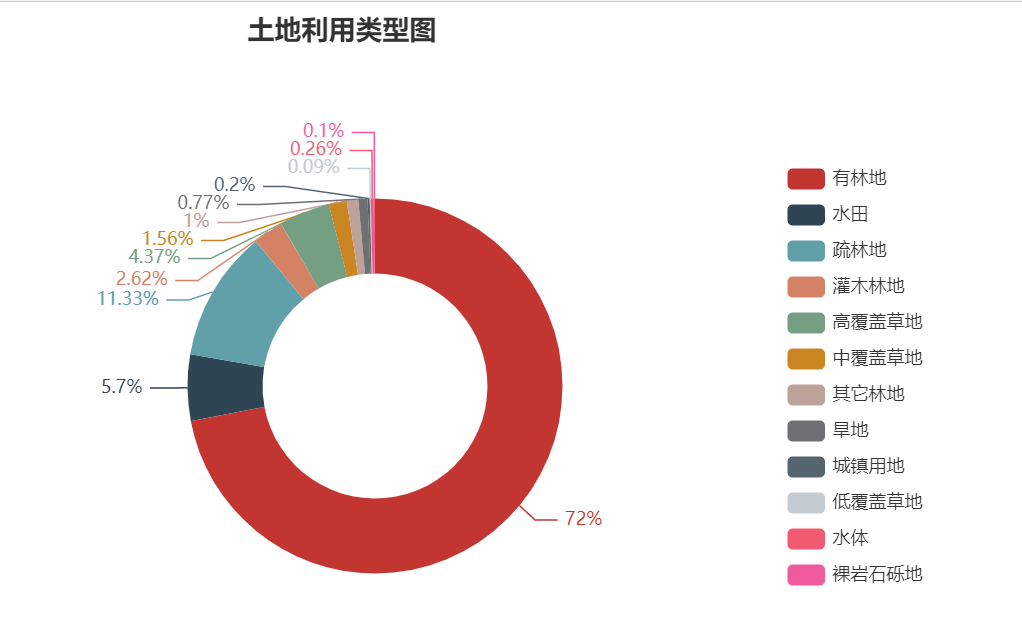 土地利用类型图
0.1%
0.26%
0.09%
0.2%
0.77%
1%
1.56%
4.37%
2.62%
11.33%
5.7%
72%
有林地
水田
疏林地
灌木林地
高覆盖草地
中覆盖草地
其它林地
旱地
城镇用地
低覆盖草地
水体
裸岩石砾地